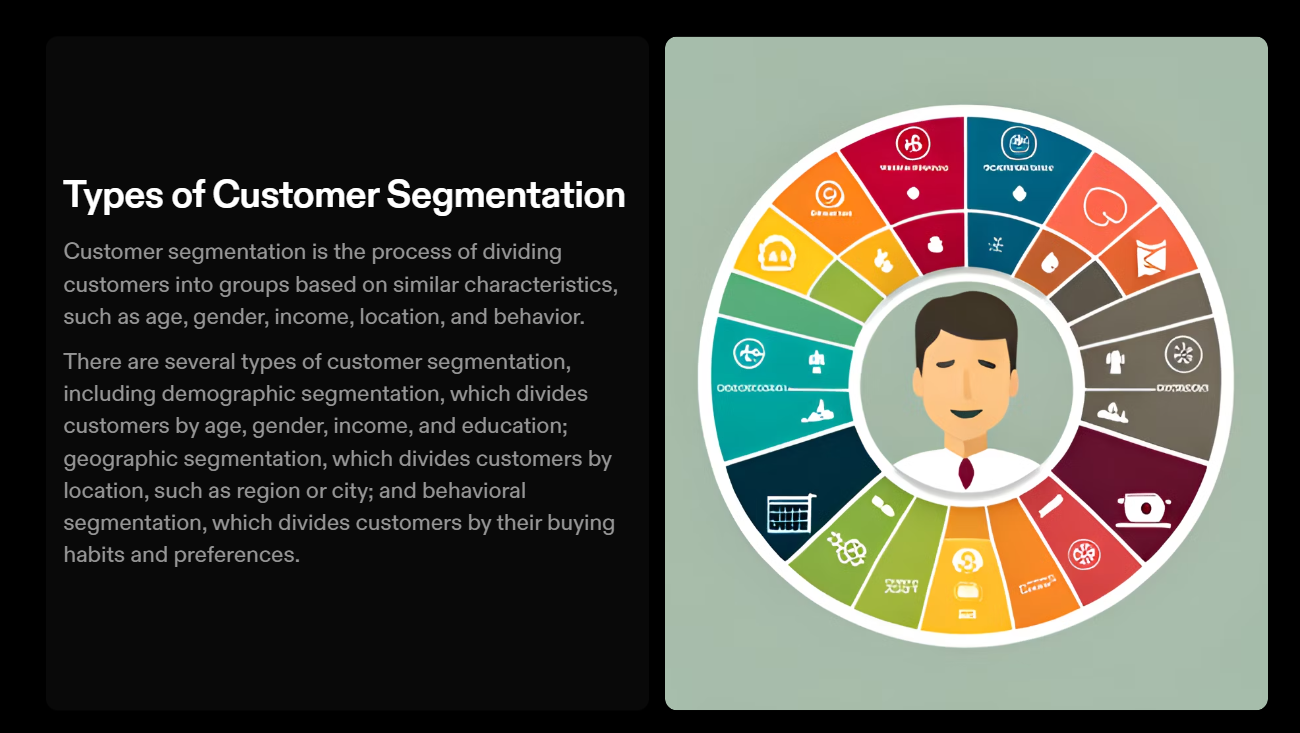 Types of Customer Segmentation
Customer segmentation is the process of dividing
customers into groups based on similar characteristics,
such as age, gender, income, location, and behavior.
There are several types of customer segmentation,
including demographic segmentation, which divides
customers by age, gender, income, and education;
geographic segmentation, which divides customers by
location, such as region or city; and behavioral
segmentation, which divides customers by their buying
habits and preferences.